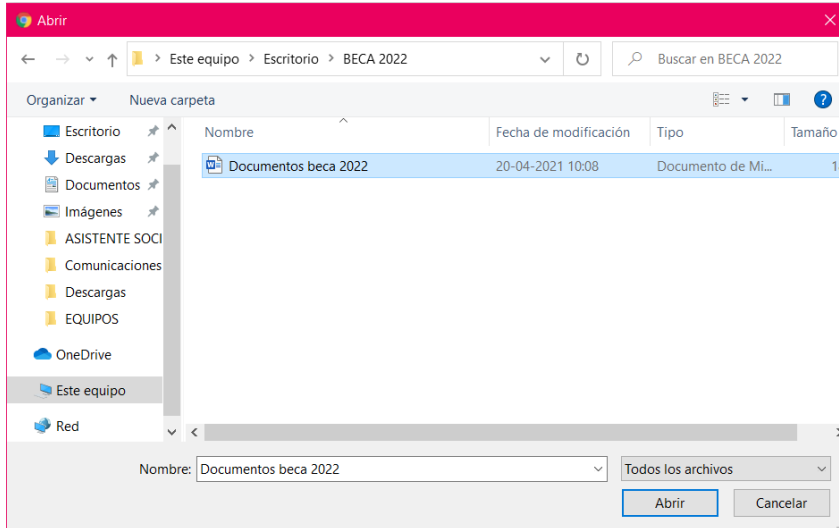 Abrir
Este equipo > Escritorio > BECA 2022
Buscar en BECA 2022
Organizar
Nueva carpeta
Nombre
Fecha de modificación
Tipo
Tamaño
Escritorio
Descargas
Documentos
Imágenes
ASISTENTE SOCI
Comunicaciones
Descargas
EQUIPOS
OneDrive
Este equipo
Red
Documentos beca 2022
20-04-2021 10:08
Documento de Mi...
1
Nombre: Documentos beca 2022
Todos los archivos
Abrir
Cancelar